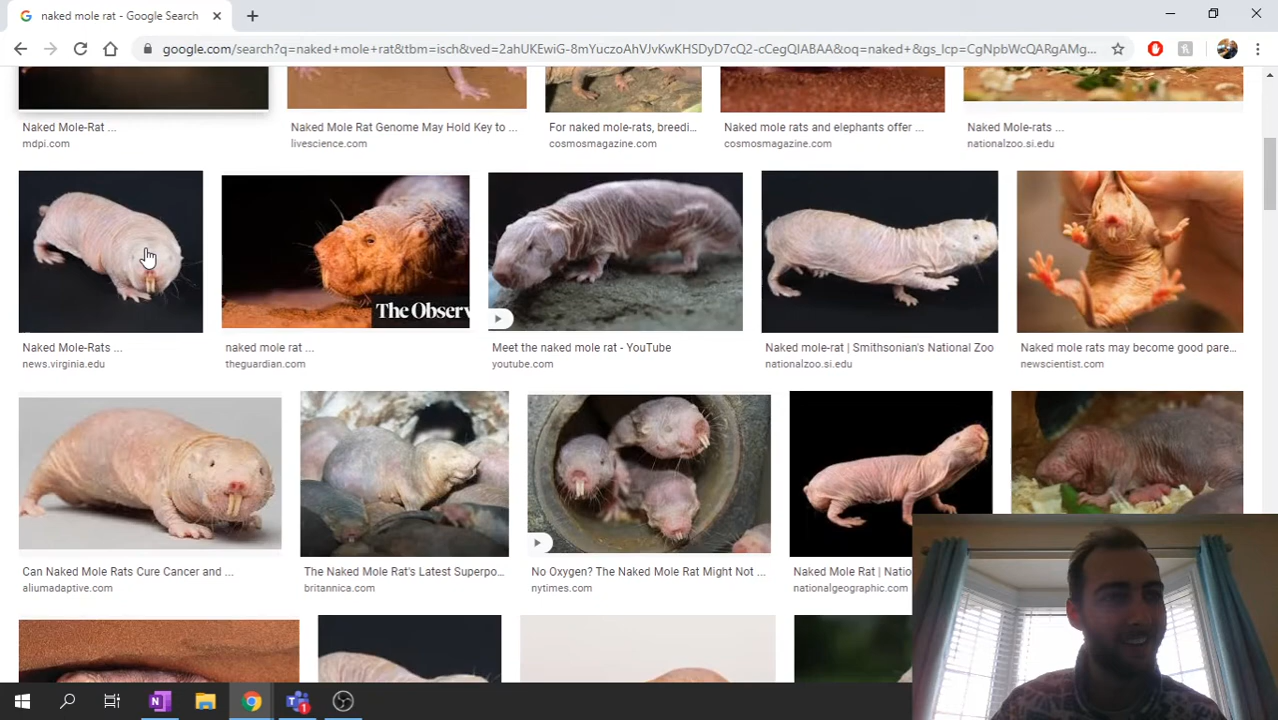 naked mole rat - Google Search
google.com/search?q=naked+mole+rat&tbm=isch&ved=2ahUKEwiG-8mYuczoAhVJvKwKHSDyD7cQ2-cCegQIABAA&oq=naked+&gs_lcp=CgNpbWcQARgAMg...
Naked Mole-Rat ...
mdpi.com
Naked Mole Rat Genome May Hold Key to ...
livescience.com
For naked mole-rats, breedi...
cosmosmagazine.com
Naked mole rats and elephants offer ...
cosmosmagazine.com
Naked Mole-rats ...
nationalzoo.si.edu
The Observ
Naked Mole-Rats ...
news.virginia.edu
naked mole rat ...
theguardian.com
Meet the naked mole rat - YouTube
youtube.com
Naked mole-rat | Smithsonian's National Zoo
nationalzoo.si.edu
Naked mole rats may become good pare...
newscientist.com
Can Naked Mole Rats Cure Cancer and ...
aliumadaptive.com
The Naked Mole Rat's Latest Superpo...
britannica.com
No Oxygen? The Naked Mole Rat Might Not ...
nytimes.com
Naked Mole Rat | Natio
nationalgeographic.com